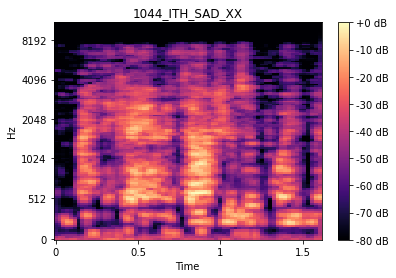 1044_ITH_SAD_XX
+0 dB
8192
-10 dB
4096
-20 dB
-30 dB
2048
Hz
-40 dB
1024
-50 dB
512
-60 dB
-70 dB
0
-80 dB
0
0.5
1
1.5
Time